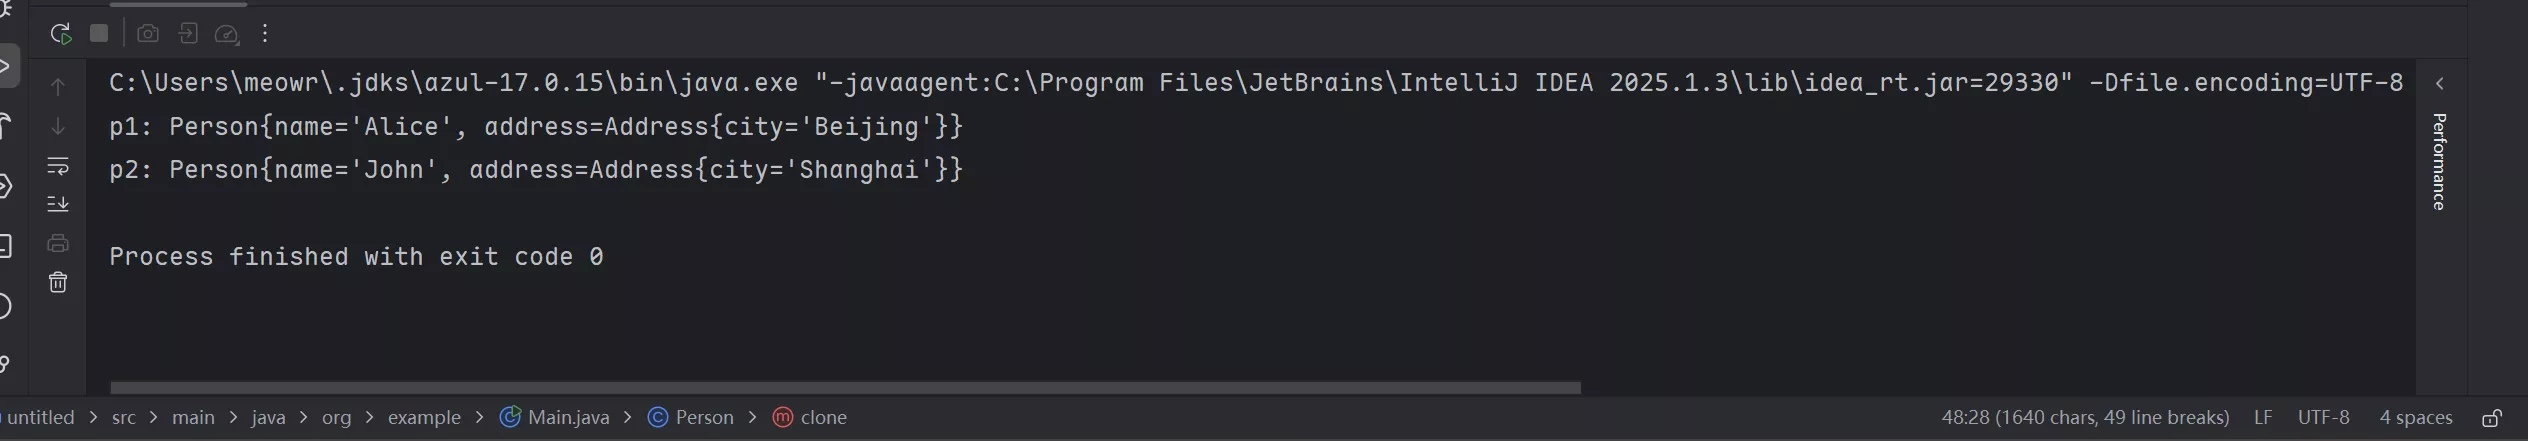 C:\Users\meowr\.jdks\azul-17.0.15\bin\java.exe "-javaagent:C:\Program Files\JetBrains\IntelliJ IDEA 2025.1.3\lib\idea_rt.jar=29330" -Dfile.encoding=UTF-8
p1: Person{name='Alice', address=Address{city='Beijing'}}
p2: Person{name='John', address=Address{city='Shanghai'}}
Process finished with exit code 0
Performance
untitled > src > main > java > org > example > Main.java > Person > clone
48:28 (1640 chars, 49 line breaks) LF UTF-8 4 spaces